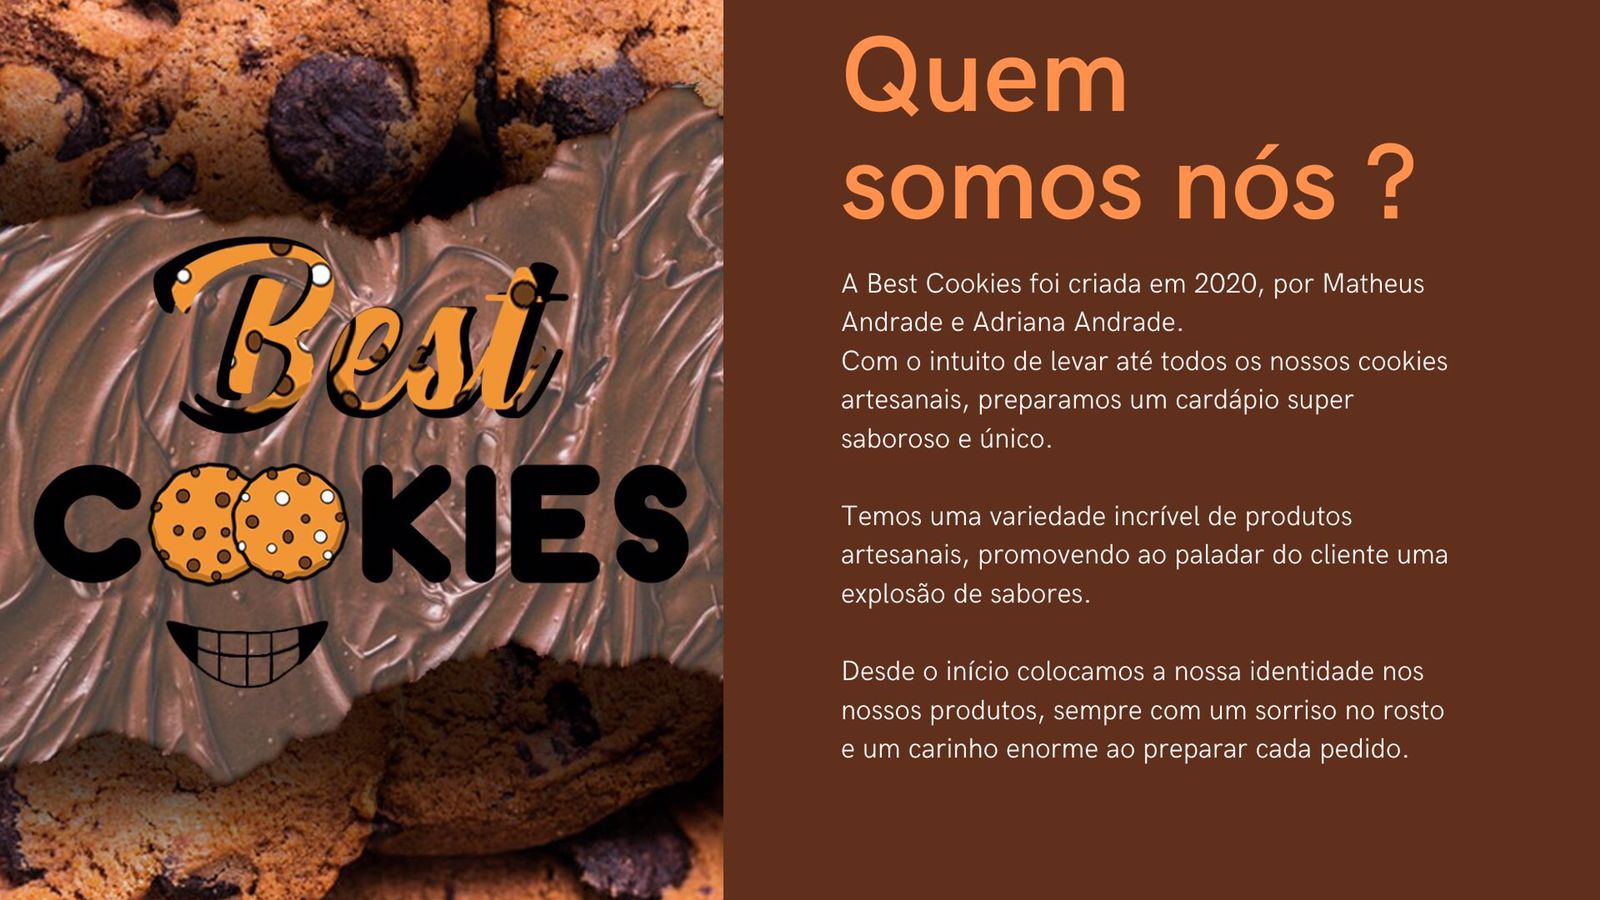 Best
COOKIES
Quem
somos nós ?
A Best Cookies foi criada em 2020, por Matheus
Andrade e Adriana Andrade.
Com o intuito de levar até todos os nossos cookies
artesanais, preparamos um cardápio super
saboroso e único.
Temos uma variedade incrível de produtos
artesanais, promovendo ao paladar do cliente uma
explosão de sabores.
Desde o início colocamos a nossa identidade nos
nossos produtos, sempre com um sorriso no rosto
e um carinho enorme ao preparar cada pedido.